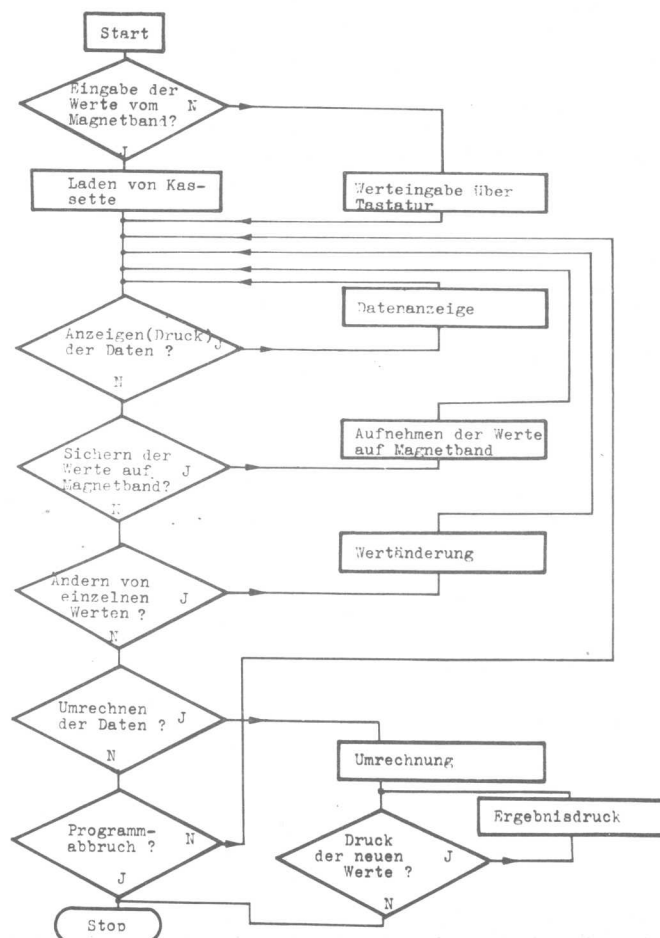 Start
Eingabe der
Werte vom N
Magnetband?
J
Laden von Kas-
sette
Werteingabe über
Tastatur
Datenanzeige
Anzeigen(Druck)
der Daten ? J
N
Aufnehmen der Werte
auf Magnetband
Sichern der
Werte auf J
Magnetband?
N
Wertänderung
Ändern von
einzelnen J
Werten ?
N
Umrechnen
der Daten ? J
N
Umrechnung
Ergebnisdruck
Programm-
abbruch ? N
J
Druck
der neuen J
Werte ?
N
Stop